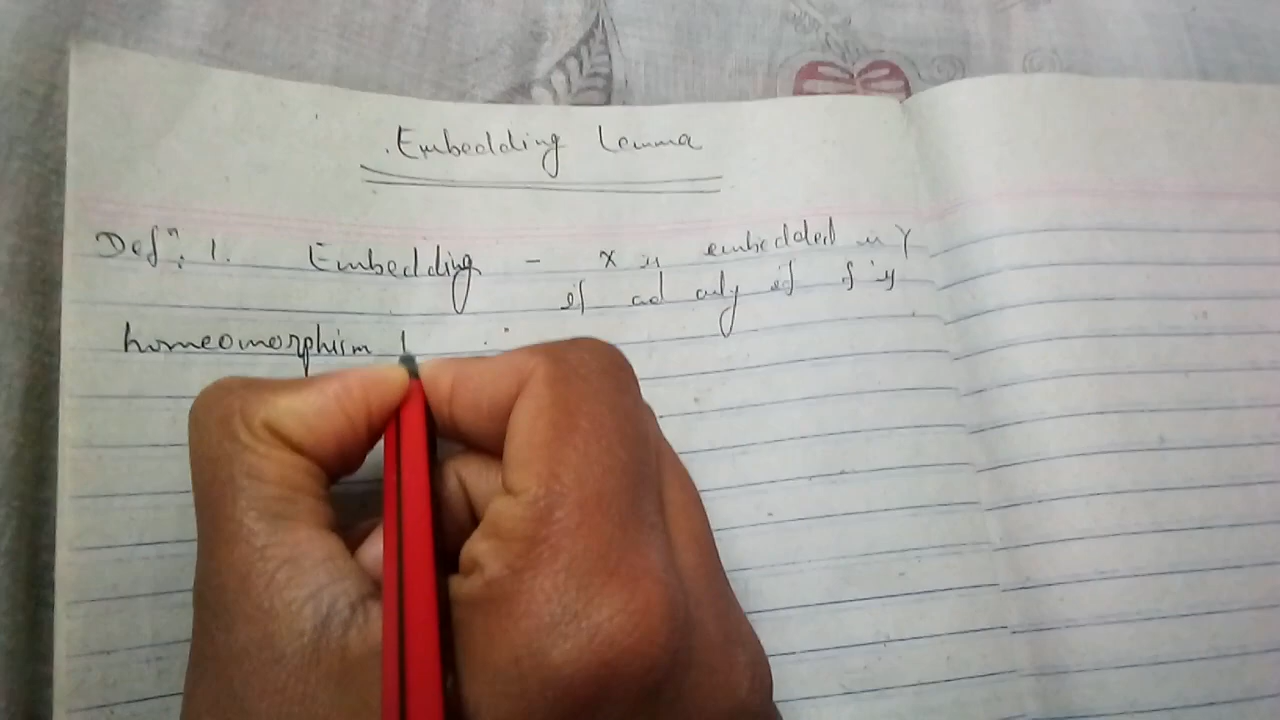 Embedding Lemma
Defⁿ: 1. Embedding - X is embedded in Y
if and only if f is
homeomorphism